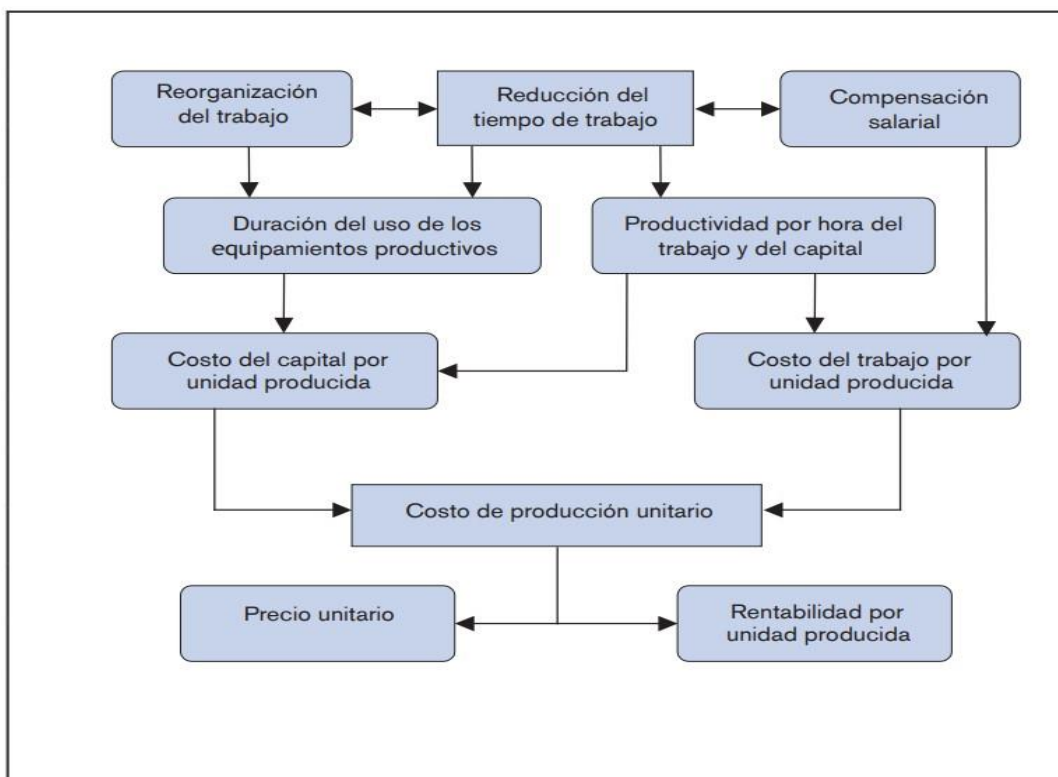 Reorganización
del trabajo
Reducción del
tiempo de trabajo
Compensación
salarial
Duración del uso de los
equipamientos productivos
Productividad por hora del
trabajo y del capital
Costo del capital por
unidad producida
Costo del trabajo por
unidad producida
Costo de producción unitario
Precio unitario
Rentabilidad por
unidad producida